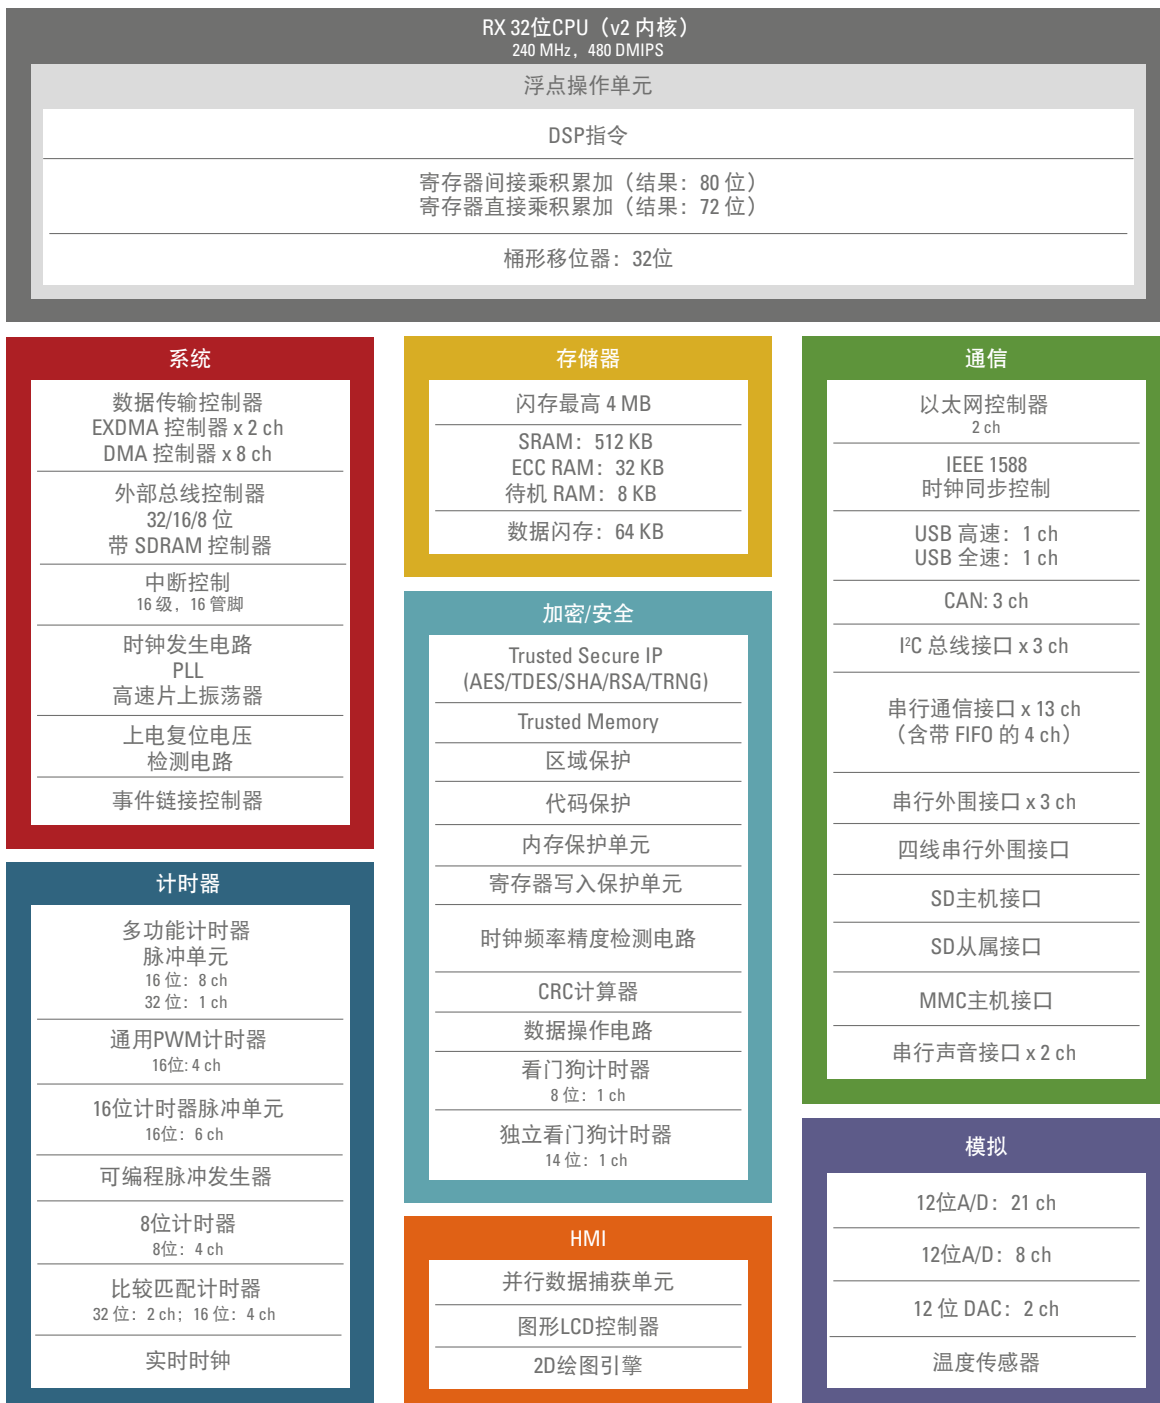 RX 32位CPU（v2 内核）
240 MHz，480 DMIPS
浮点操作单元
DSP指令
寄存器间接乘积累加（结果：80 位）
寄存器直接乘积累加（结果：72 位）
桶形移位器：32位
系统
数据传输控制器
EXDMA 控制器 x 2 ch
DMA 控制器 x 8 ch
外部总线控制器
32/16/8 位
带 SDRAM 控制器
中断控制
16 级，16 管脚
时钟发生电路
PLL
高速片上振荡器
上电复位电压
检测电路
事件链接控制器
计时器
多功能计时器
脉冲单元
16 位：8 ch
32 位：1 ch
通用PWM计时器
16位: 4 ch
16位计时器脉冲单元
16位：6 ch
可编程脉冲发生器
8位计时器
8位：4 ch
比较匹配计时器
32 位：2 ch；16 位：4 ch
实时时钟
存储器
闪存最高 4 MB
SRAM：512 KB
ECC RAM：32 KB
待机 RAM：8 KB
数据闪存：64 KB
加密/安全
Trusted Secure IP
(AES/TDES/SHA/RSA/TRNG)
Trusted Memory
区域保护
代码保护
内存保护单元
寄存器写入保护单元
时钟频率精度检测电路
CRC计算器
数据操作电路
看门狗计时器
8 位：1 ch
独立看门狗计时器
14 位：1 ch
HMI
并行数据捕获单元
图形LCD控制器
2D绘图引擎
通信
以太网控制器
2 ch
IEEE 1588
时钟同步控制
USB 高速：1 ch
USB 全速：1 ch
CAN: 3 ch
I²C 总线接口 x 3 ch
串行通信接口 x 13 ch
（含带 FIFO 的 4 ch）
串行外围接口 x 3 ch
四线串行外围接口
SD主机接口
SD从属接口
MMC主机接口
串行声音接口 x 2 ch
模拟
12位A/D：21 ch
12位A/D：8 ch
12 位 DAC：2 ch
温度传感器